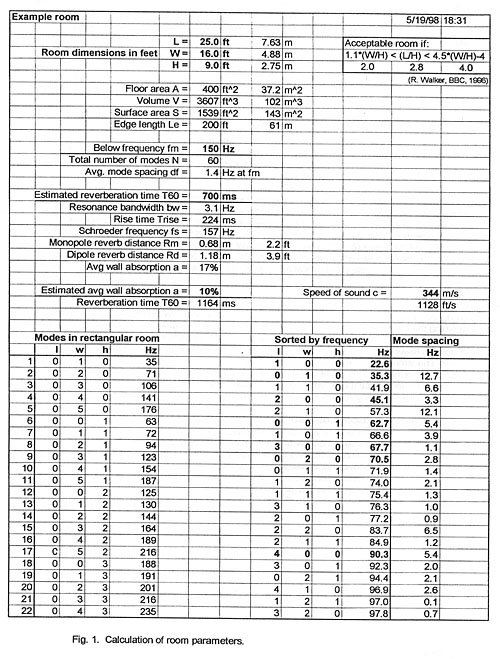 Example room 5/19/98 18:31
L = 25.0 ft 7.63 m Acceptable room if:
Room dimensions in feet W = 16.0 ft 4.88 m 1.1*(W/H) < (L/H) < 4.5*(W/H)-4
H = 9.0 ft 2.75 m 2.0 2.8 4.0
(R. Walker, BBC, 1996)
Floor area A = 400 ft^2 37.2 m^2
Volume V = 3607 ft^3 102 m^3
Surface area S = 1539 ft^2 143 m^2
Edge length Le = 200 ft 61 m
Below frequency fm = 150 Hz
Total number of modes N = 60
Avg. mode spacing df = 1.4 Hz at fm
Estimated reverberation time T60 = 700 ms
Resonance bandwidth bw = 3.1 Hz
Rise time Trise = 224 ms
Schroeder frequency fs = 157 Hz
Monopole reverb distance Rm = 0.68 m 2.2 ft
Dipole reverb distance Rd = 1.18 m 3.9 ft
Avg wall absorption a = 17%
Estimated avg wall absorption a = 10% Speed of sound c = 344 m/s
Reverberation time T60 = 1164 ms 1128 ft/s
Modes in rectangular room Sorted by frequency Mode spacing
l w h Hz l w h Hz Hz
1 0 1 0 35 1 0 0 22.6
2 0 2 0 71 0 1 0 35.3 12.7
3 0 3 0 106 1 1 0 41.9 6.6
4 0 4 0 141 2 0 0 45.1 3.3
5 0 5 0 176 2 1 0 57.3 12.1
6 0 0 1 63 0 0 1 62.7 5.4
7 0 1 1 72 1 0 1 66.6 3.9
8 0 2 1 94 3 0 0 67.7 1.1
9 0 3 1 123 0 2 0 70.5 2.8
10 0 4 1 154 0 1 1 71.9 1.4
11 0 5 1 187 1 2 0 74.0 2.1
12 0 0 2 125 1 1 1 75.4 1.3
13 0 1 2 130 3 1 0 76.3 1.0
14 0 2 2 144 2 0 1 77.2 0.9
15 0 3 2 164 2 2 0 83.7 6.5
16 0 4 2 189 2 1 1 84.9 1.2
17 C 5 2 216 4 0 0 90.3 5.4
18 0 0 3 188 3 0 1 92.3 2.0
19 0 1 3 191 0 2 1 94.4 2.1
20 0 2 3 201 4 1 0 96.9 2.6
21 0 3 3 216 1 2 1 97.0 0.1
22 0 4 3 235 3 2 0 97.8 0.7
Fig. 1. Calculation of room parameters.